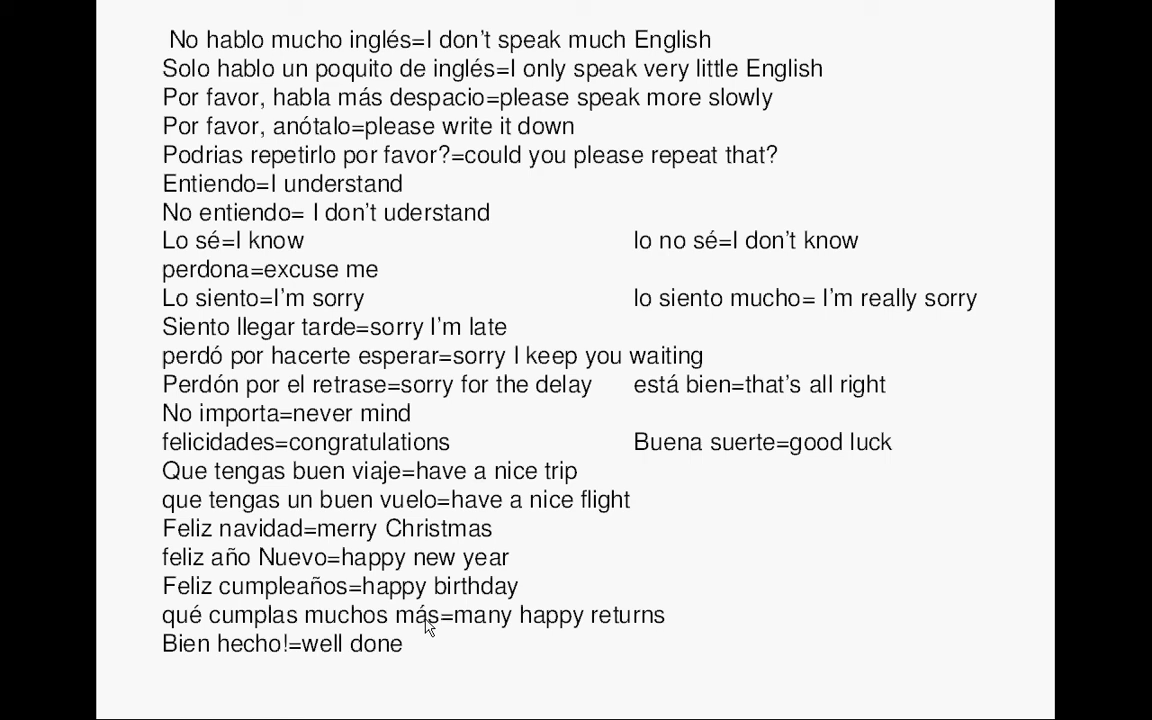 No hablo mucho inglés=I don't speak much English
Solo hablo un poquito de inglés=I only speak very little English
Por favor, habla más despacio=please speak more slowly
Por favor, anótalo=please write it down
Podrias repetirlo por favor?=could you please repeat that?
Entiendo=I understand
No entiendo= I don't uderstand
Lo sé=I know lo no sé=I don't know
perdona=excuse me
Lo siento=I'm sorry lo siento mucho= I'm really sorry
Siento llegar tarde=sorry I'm late
perdó por hacerte esperar=sorry I keep you waiting
Perdón por el retrase=sorry for the delay está bien=that's all right
No importa=never mind
felicidades=congratulations Buena suerte=good luck
Que tengas buen viaje=have a nice trip
que tengas un buen vuelo=have a nice flight
Feliz navidad=merry Christmas
feliz año Nuevo=happy new year
Feliz cumpleaños=happy birthday
qué cumplas muchos más=many happy returns
Bien hecho!=well done